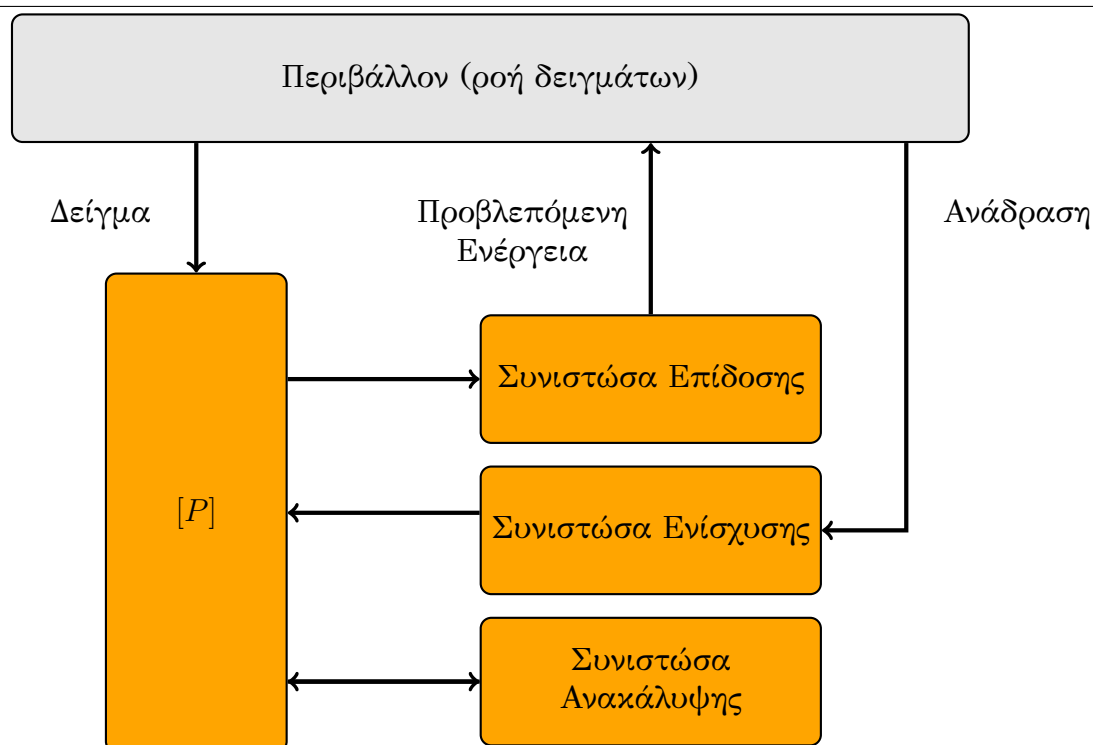 Περιβάλλον (ροή δειγμάτων)
Δείγμα
Προβλεπόμενη
Ενέργεια
Ανάδραση
Συνιστώσα Επίδοσης
[P]
Συνιστώσα Ενίσχυσης
Συνιστώσα
Ανακάλυψης